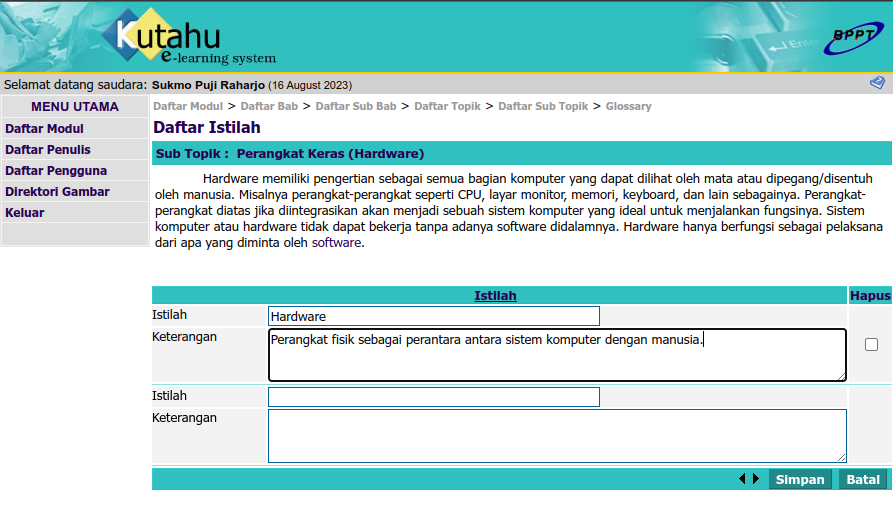 Kutahu
e-learning system
Enter
BPPT
Selamat datang saudara: Sukmo Puji Raharjo (16 August 2023)
MENU UTAMA
Daftar Modul
Daftar Penulis
Daftar Pengguna
Direktori Gambar
Keluar
Daftar Modul > Daftar Bab > Daftar Sub Bab > Daftar Topik > Daftar Sub Topik > Glossary
Daftar Istilah
Sub Topik : Perangkat Keras (Hardware)
Hardware memiliki pengertian sebagai semua bagian komputer yang dapat dilihat oleh mata atau dipegang/disentuh
oleh manusia. Misalnya perangkat-perangkat seperti CPU, layar monitor, memori, keyboard, dan lain sebagainya. Perangkat-
perangkat diatas jika diintegrasikan akan menjadi sebuah sistem komputer yang ideal untuk menjalankan fungsinya. Sistem
komputer atau hardware tidak dapat bekerja tanpa adanya software didalamnya. Hardware hanya berfungsi sebagai pelaksana
dari apa yang diminta oleh software.
Istilah Hapus
Istilah Hardware
Keterangan Perangkat fisik sebagai perantara antara sistem komputer dengan manusia.
Istilah
Keterangan
Simpan Batal